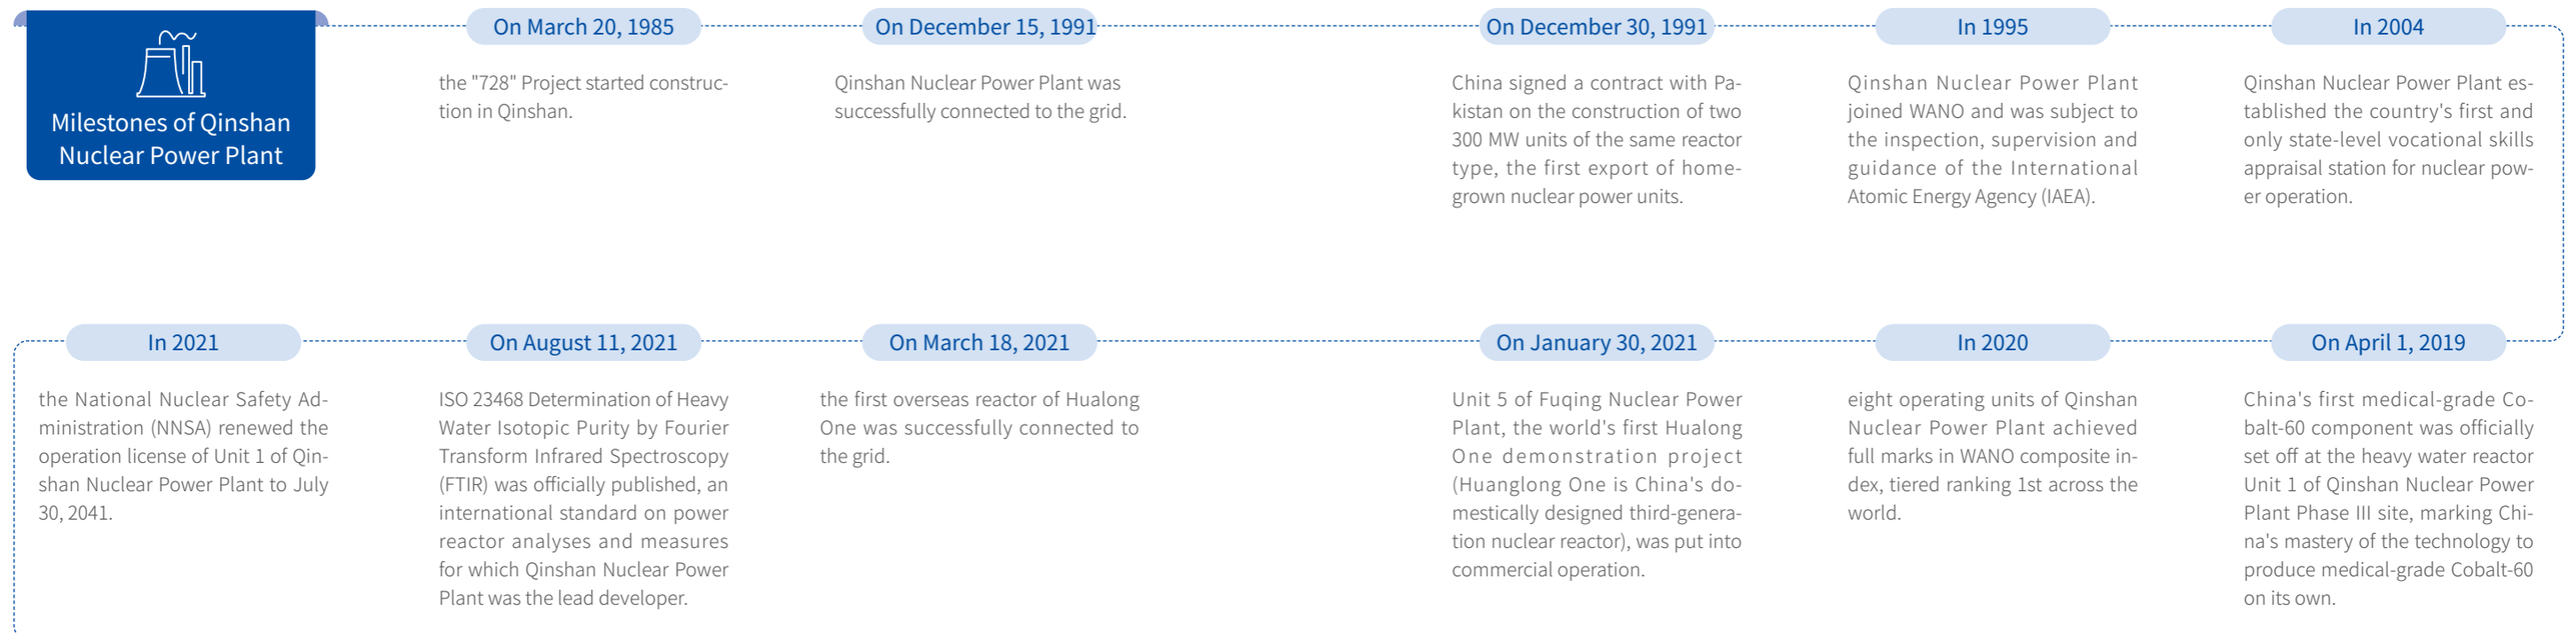 Milestones of Qinshan
Nuclear Power Plant
On March 20, 1985
the "728" Project started construc-
tion in Qinshan.
On December 15, 1991
Qinshan Nuclear Power Plant was
successfully connected to the grid.
On December 30, 1991
China signed a contract with Pa-
kistan on the construction of two
300 MW units of the same reactor
type, the first export of home-
grown nuclear power units.
In 1995
Qinshan Nuclear Power Plant
joined WANO and was subject to
the inspection, supervision and
guidance of the International
Atomic Energy Agency (IAEA).
In 2004
Qinshan Nuclear Power Plant es-
tablished the country's first and
only state-level vocational skills
appraisal station for nuclear pow-
er operation.
On April 1, 2019
China's first medical-grade Co-
balt-60 component was officially
set off at the heavy water reactor
Unit 1 of Qinshan Nuclear Power
Plant Phase III site, marking Chi-
na's mastery of the technology to
produce medical-grade Cobalt-60
on its own.
In 2020
eight operating units of Qinshan
Nuclear Power Plant achieved
full marks in WANO composite in-
dex, tiered ranking 1st across the
world.
On January 30, 2021
Unit 5 of Fuqing Nuclear Power
Plant, the world's first Hualong
One demonstration project
(Huanglong One is China's do-
mestically designed third-genera-
tion nuclear reactor), was put into
commercial operation.
On March 18, 2021
the first overseas reactor of Hualong
One was successfully connected to
the grid.
On August 11, 2021
ISO 23468 Determination of Heavy
Water Isotopic Purity by Fourier
Transform Infrared Spectroscopy
(FTIR) was officially published, an
international standard on power
reactor analyses and measures
for which Qinshan Nuclear Power
Plant was the lead developer.
In 2021
the National Nuclear Safety Ad-
ministration (NNSA) renewed the
operation license of Unit 1 of Qin-
shan Nuclear Power Plant to July
30, 2041.